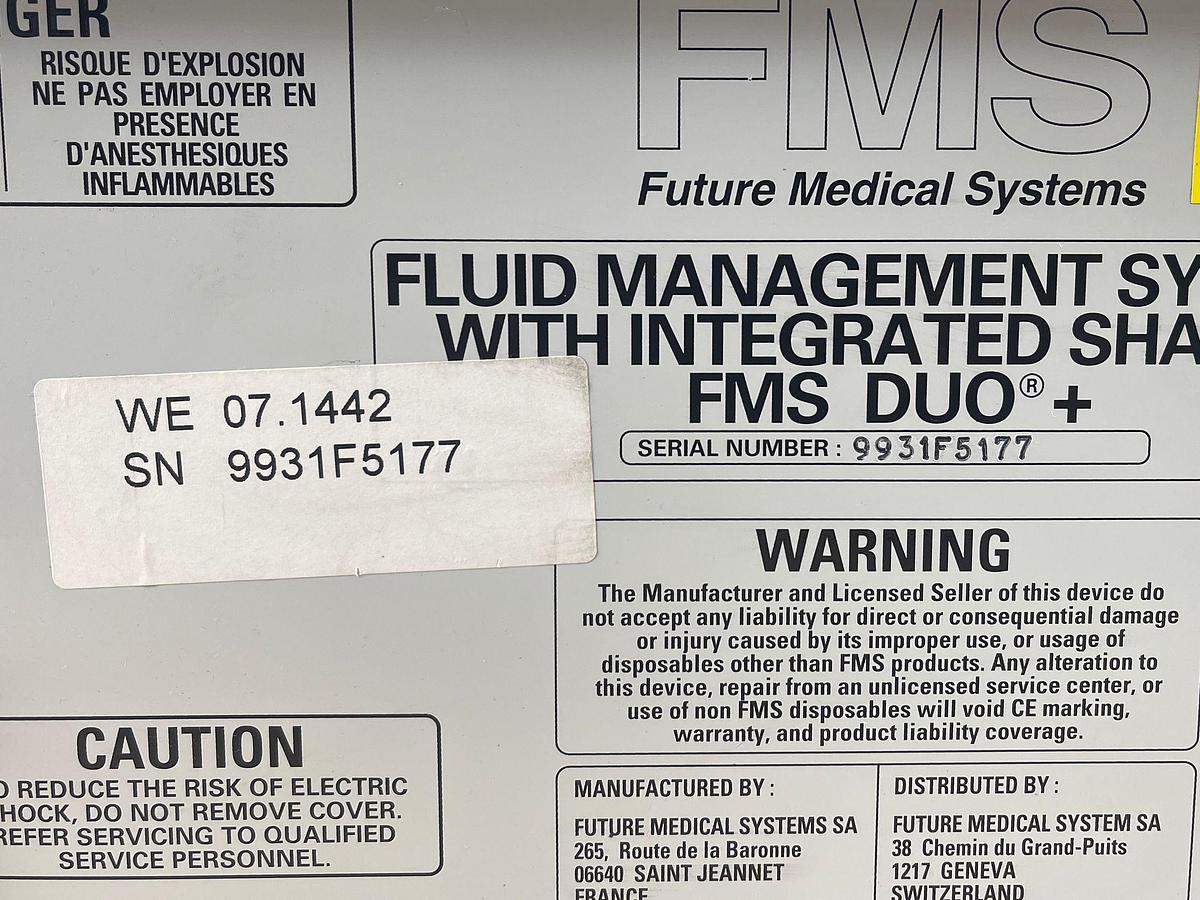 GER
RISQUE D'EXPLOSION
NE PAS EMPLOYER EN
PRESENCE
D'ANESTHESIQUES
INFLAMMABLES
FMS
Future Medical Systems
FLUID MANAGEMENT SY
WITH INTEGRATED SHA
FMS DUO® +
SERIAL NUMBER : 9931F5177
WE 07.1442
SN 9931F5177
WARNING
The Manufacturer and Licensed Seller of this device do
not accept any liability for direct or consequential damage
or injury caused by its improper use, or usage of
disposables other than FMS products. Any alteration to
this device, repair from an unlicensed service center, or
use of non FMS disposables will void CE marking,
warranty, and product liability coverage.
CAUTION
O REDUCE THE RISK OF ELECTRIC
HOCK, DO NOT REMOVE COVER.
REFER SERVICING TO QUALIFIED
SERVICE PERSONNEL.
MANUFACTURED BY :
FUTURE MEDICAL SYSTEMS SA
265, Route de la Baronne
06640 SAINT JEANNET
FRANCE
DISTRIBUTED BY :
FUTURE MEDICAL SYSTEM SA
38 Chemin du Grand-Puits
1217 GENEVA
SWITZERLAND